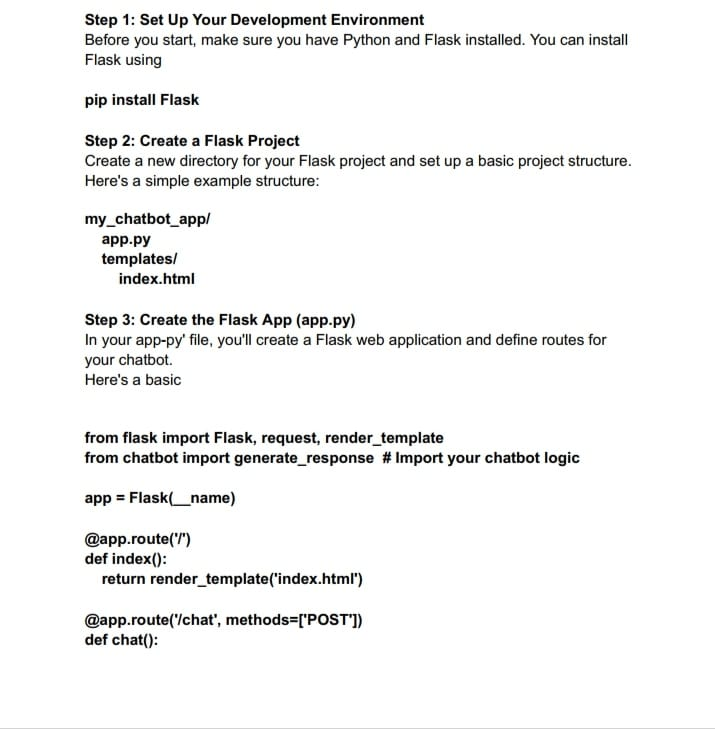 Step 1: Set Up Your Development Environment
Before you start, make sure you have Python and Flask installed. You can install
Flask using
pip install Flask
Step 2: Create a Flask Project
Create a new directory for your Flask project and set up a basic project structure.
Here's a simple example structure:
my_chatbot_app/
app.py
templates/
index.html
Step 3: Create the Flask App (app.py)
In your app-py' file, you'll create a Flask web application and define routes for
your chatbot.
Here's a basic
from flask import Flask, request, render_template
from chatbot import generate_response # Import your chatbot logic
app = Flask(__name)
@app.route('/')
def index():
return render_template('index.html')
@app.route('/chat', methods=['POST'])
def chat():